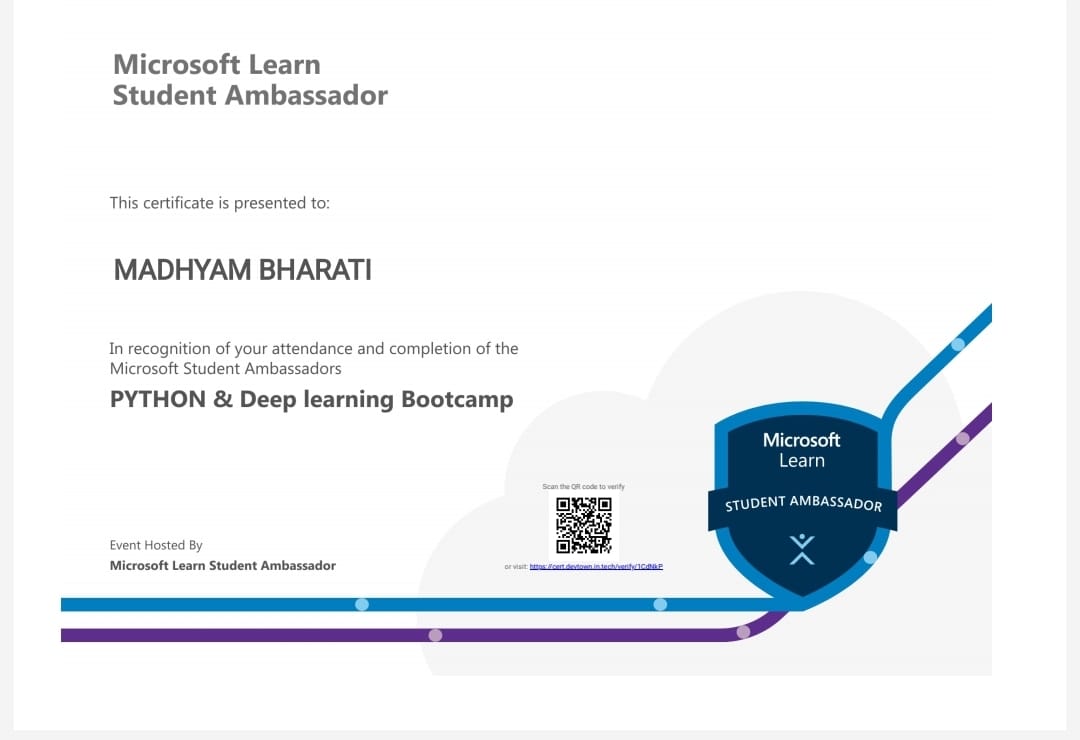 Microsoft Learn
Student Ambassador
This certificate is presented to:
MADHYAM BHARATI
In recognition of your attendance and completion of the
Microsoft Student Ambassadors
PYTHON & Deep learning Bootcamp
Scan the QR code to verify
or visit: https://cert.devtown.in.tech/verify/1CdNkP
Event Hosted By
Microsoft Learn Student Ambassador
Microsoft
Learn
STUDENT AMBASSADOR